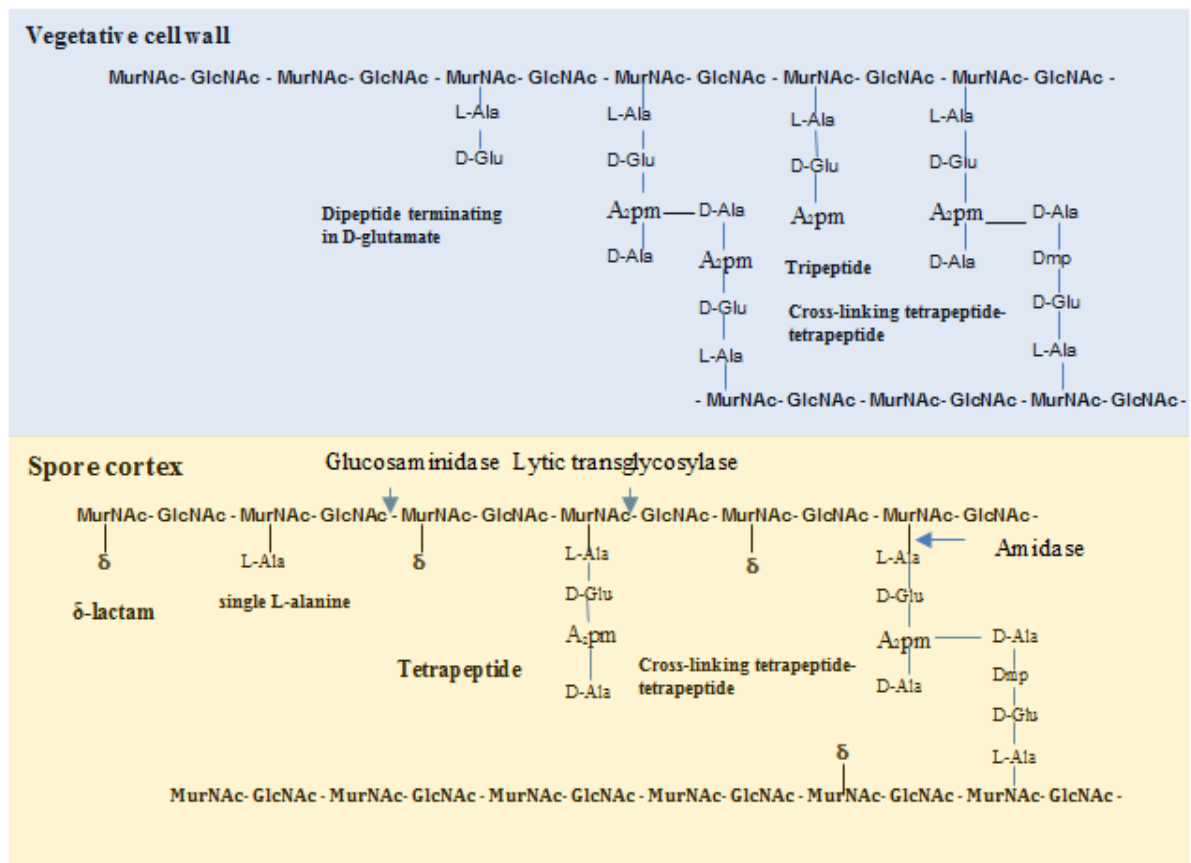 Vegetative cell wall
MurNAc- GlcNAc - MurNAc- GlcNAc - MurNAc- GlcNAc - MurNAc- GlcNAc - MurNAc- GlcNAc - MurNAc- GlcNAc -
L-Ala L-Ala L-Ala L-Ala
D-Glu D-Glu D-Glu D-Glu
Dipeptide terminating
in D-glutamate
A₂pm D-Ala A₂pm A₂pm D-Ala
D-Ala A₂pm Tripeptide D-Ala Dmp
D-Glu Cross-linking tetrapeptide- D-Glu
tetrapeptide
L-Ala L-Ala
- MurNAc- GlcNAc - MurNAc- GlcNAc - MurNAc- GlcNAc-
Spore cortex
Glucosaminidase Lytic transglycosylase
MurNAc- GlcNAc- MurNAc- GlcNAc - MurNAc- GlcNAc- MurNAc- GlcNAc- MurNAc- GlcNAc- MurNAc- GlcNAc-
δ L-Ala δ L-Ala δ L-Ala Amidase
δ-lactam single L-alanine D-Glu D-Glu
A₂pm A₂pm D-Ala
Tetrapeptide Cross-linking tetrapeptide-
tetrapeptide
D-Ala D-Ala Dmp
D-Glu
δ L-Ala
MurNAc- GlcNAc - MurNAc- GlcNAc - MurNAc- GlcNAc - MurNAc- GlcNAc - MurNAc- GlcNAc - MurNAc- GlcNAc -